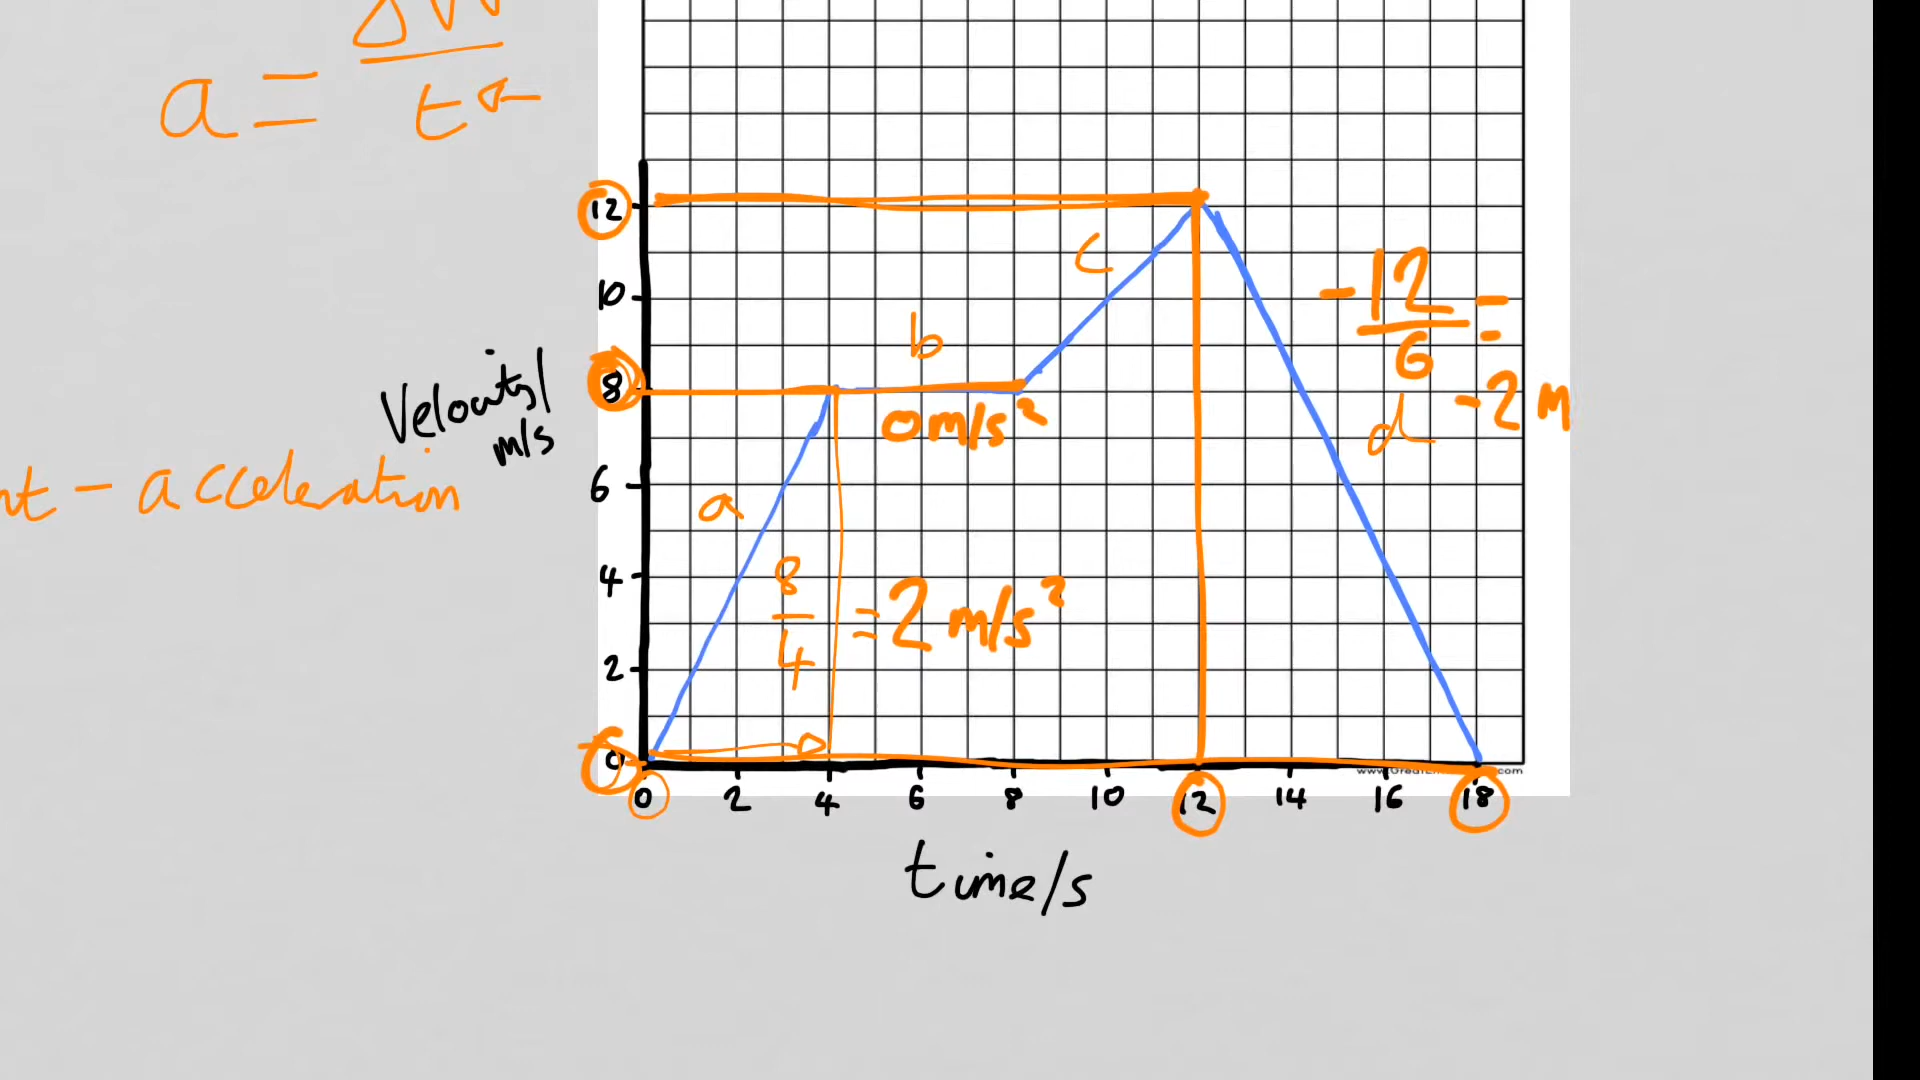 ΔV
a = t
12
c
-12
10
6
=
b
Velocity/
m/s
8
0m/s²
d
-2 m
nt - acceleration
6
a
8
4
4
= 2 m/s²
2
0
0 2 4 6 8 10 12 14 16 18
time/s